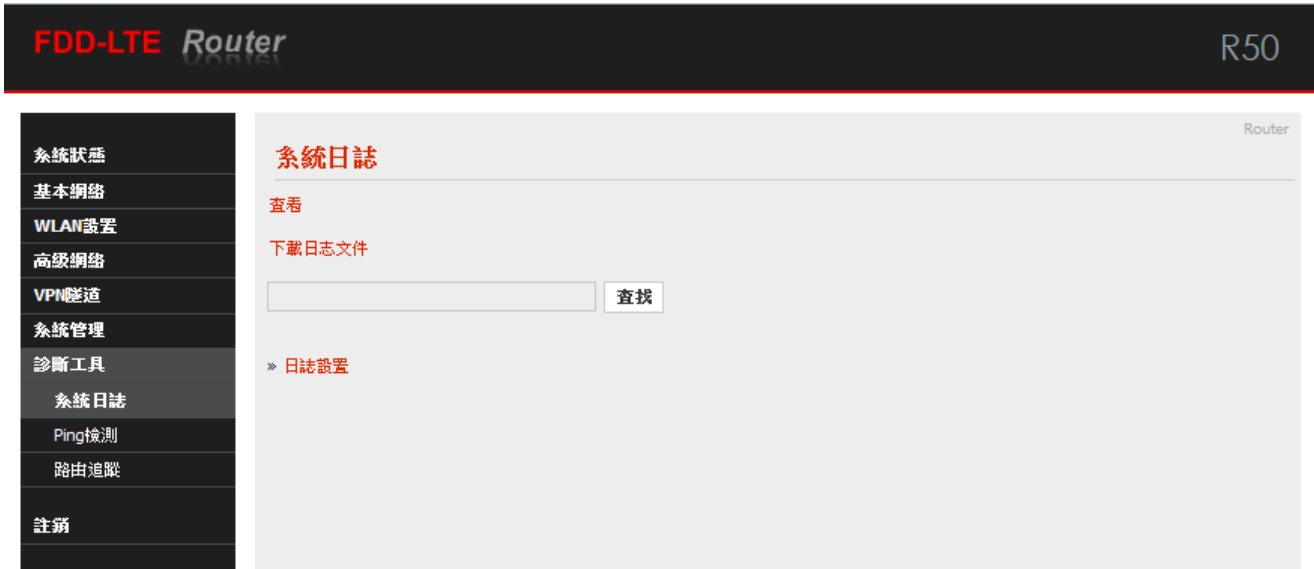 FDD-LTE Router
R50
系統狀態
基本網絡
WLAN設置
高級網絡
VPN隧道
系統管理
診斷工具
系統日誌
Ping檢測
路由追蹤
註銷
Router
系統日誌
查看
下載日志文件
查找
» 日誌設置